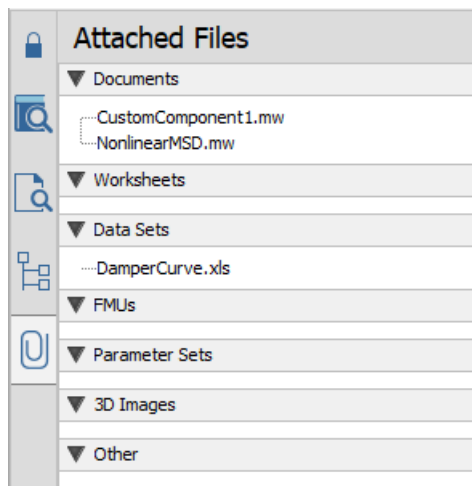 Attached Files
Documents
CustomComponent1.mw
NonlinearMSD.mw
Worksheets
Data Sets
DamperCurve.xls
FMUs
Parameter Sets
3D Images
Other